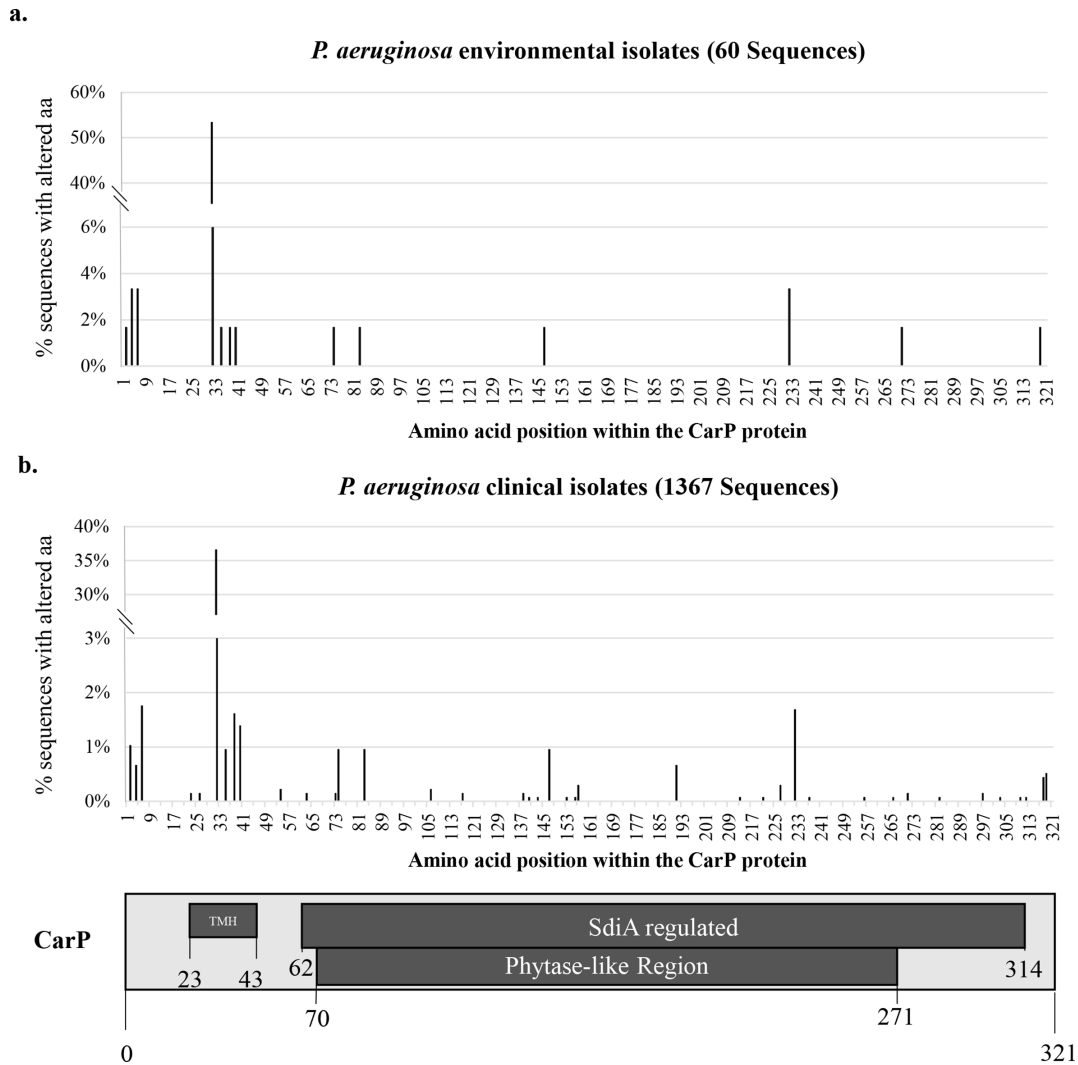 a.
P. aeruginosa environmental isolates (60 Sequences)
% sequences with altered aa
60%
50%
40%
6%
4%
2%
0%
1 9 17 25 33 41 49 57 65 73 81 89 97 105 113 121 129 137 145 153 161 169 177 185 193 201 209 217 225 233 241 249 257 265 273 281 289 297 305 313 321
Amino acid position within the CarP protein
b.
P. aeruginosa clinical isolates (1367 Sequences)
% sequences with altered aa
40%
35%
30%
3%
2%
1%
0%
1 9 17 25 33 41 49 57 65 73 81 89 97 105 113 121 129 137 145 153 161 169 177 185 193 201 209 217 225 233 241 249 257 265 273 281 289 297 305 313 321
Amino acid position within the CarP protein
CarP
TMH
SdiA regulated
Phytase-like Region
23 43 62 314
70 271
0 321